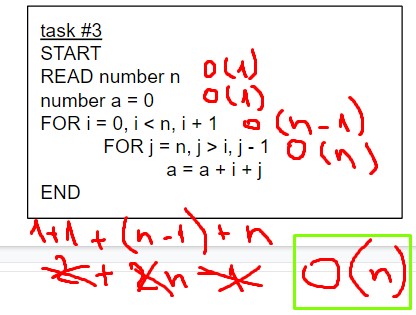 task #3
START
READ number n O(1)
number a = 0 O(1)
FOR i = 0, i < n, i + 1 O(n-1)
FOR j = n, j > i, j - 1 O(n)
a = a + i + j
END
1+1+(n-1)+n
2+2n-1
O(n)